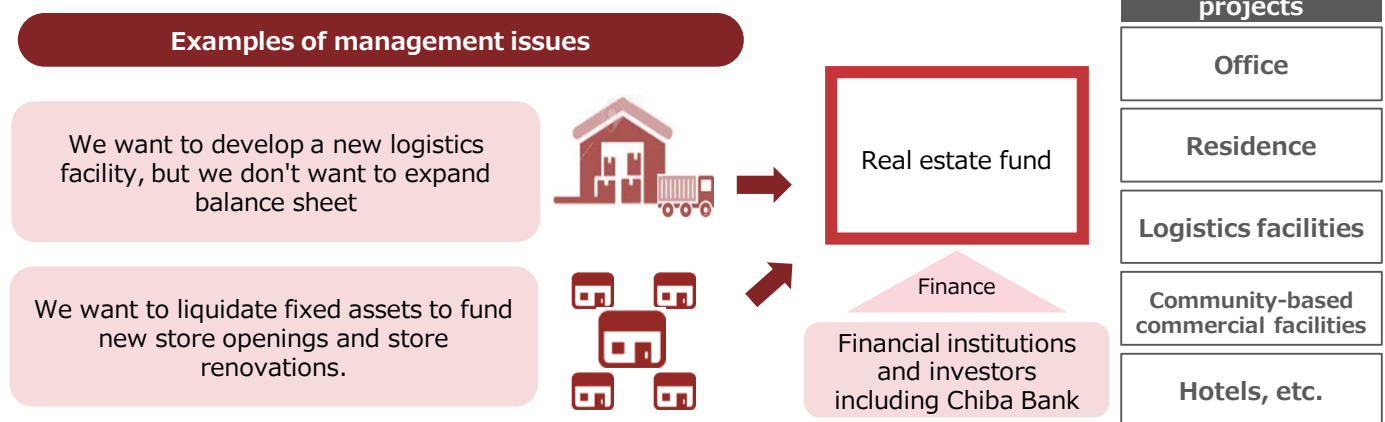 Examples of management issues
We want to develop a new logistics
facility, but we don't want to expand
balance sheet
We want to liquidate fixed assets to fund
new store openings and store
renovations.
Real estate fund
Finance
Financial institutions
and investors
including Chiba Bank
projects
Office
Residence
Logistics facilities
Community-based
commercial facilities
Hotels, etc.